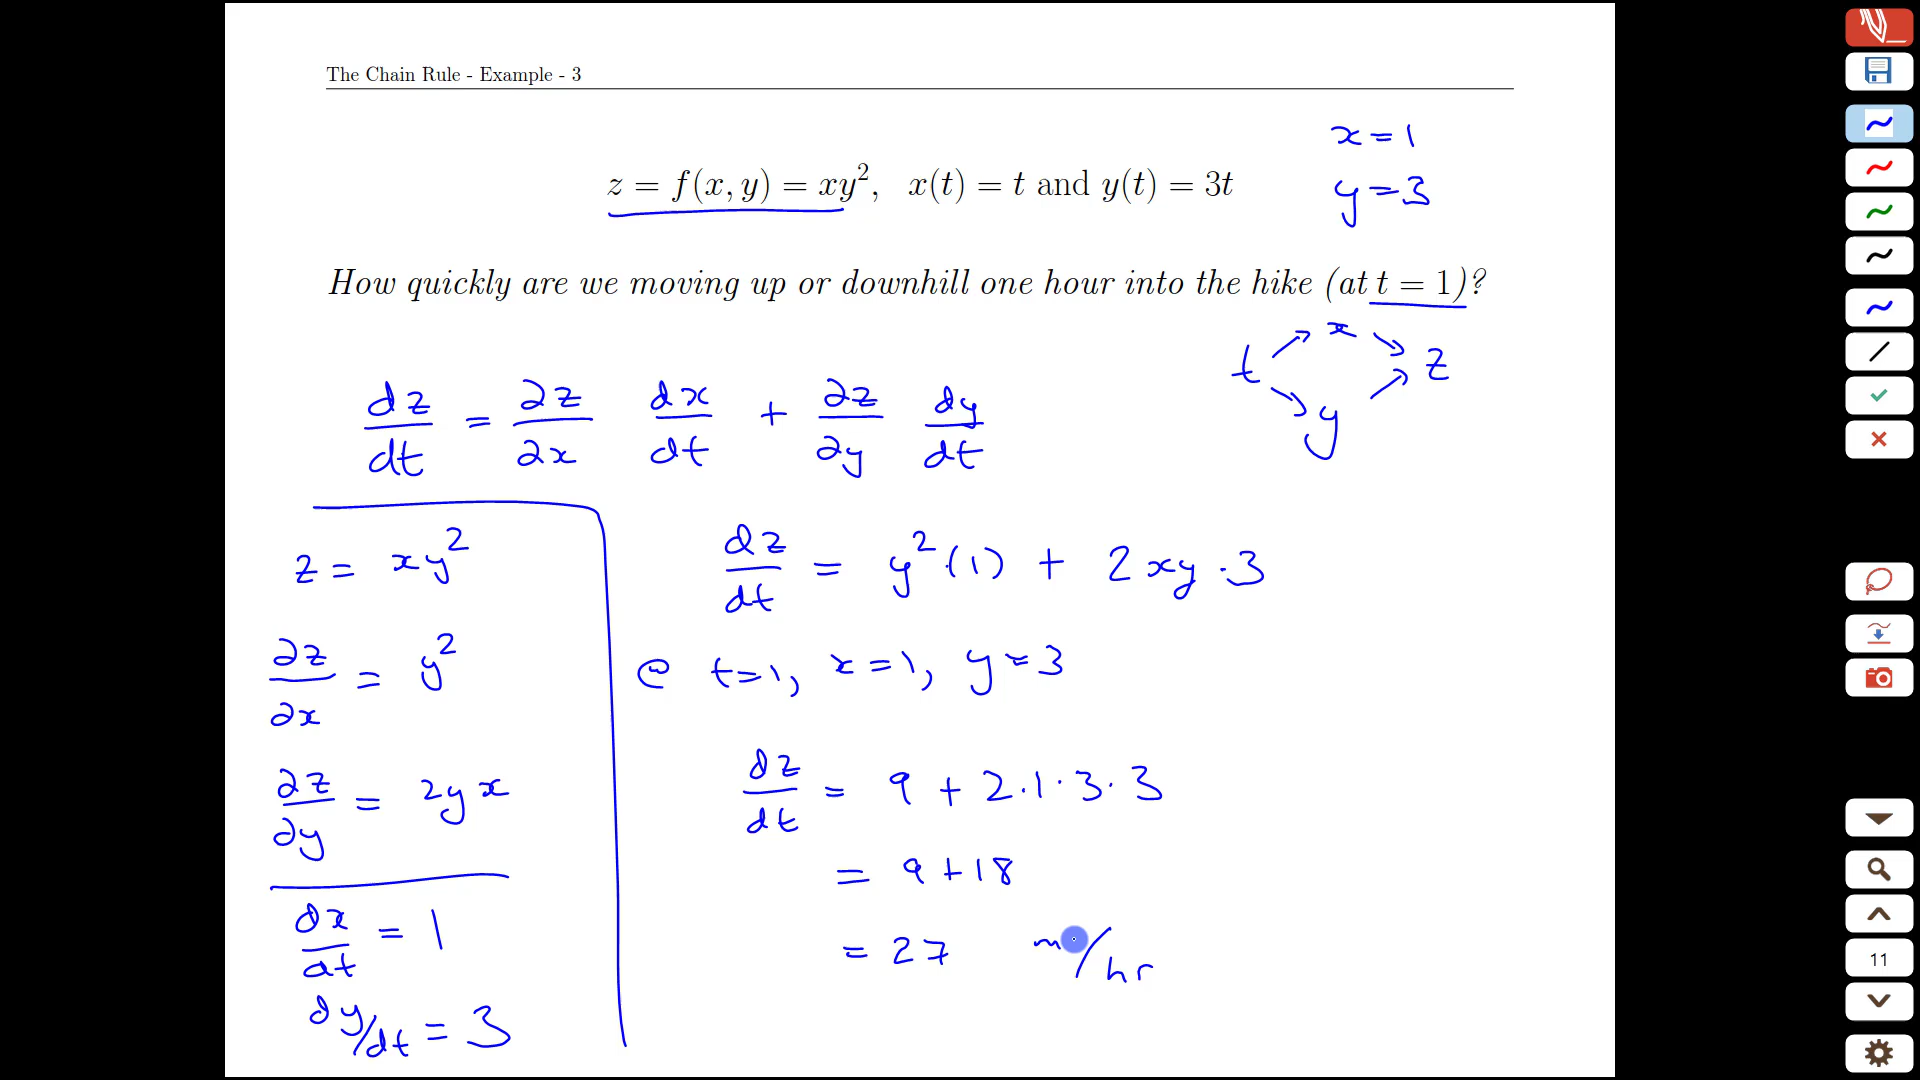 The Chain Rule - Example - 3
x = 1
z = f(x, y) = xy², x(t) = t and y(t) = 3t
y = 3
How quickly are we moving up or downhill one hour into the hike (at t = 1)?
t → x → z
t → y → z
dz/dt = ∂z/∂x dx/dt + ∂z/∂y dy/dt
z = xy²
∂z/∂x = y²
∂z/∂y = 2yx
dx/dt = 1
dy/dt = 3
dz/dt = y²·(1) + 2xy·3
@ t=1, x=1, y=3
dz/dt = 9 + 2·1·3·3
= 9+18
= 27 m/hr
11